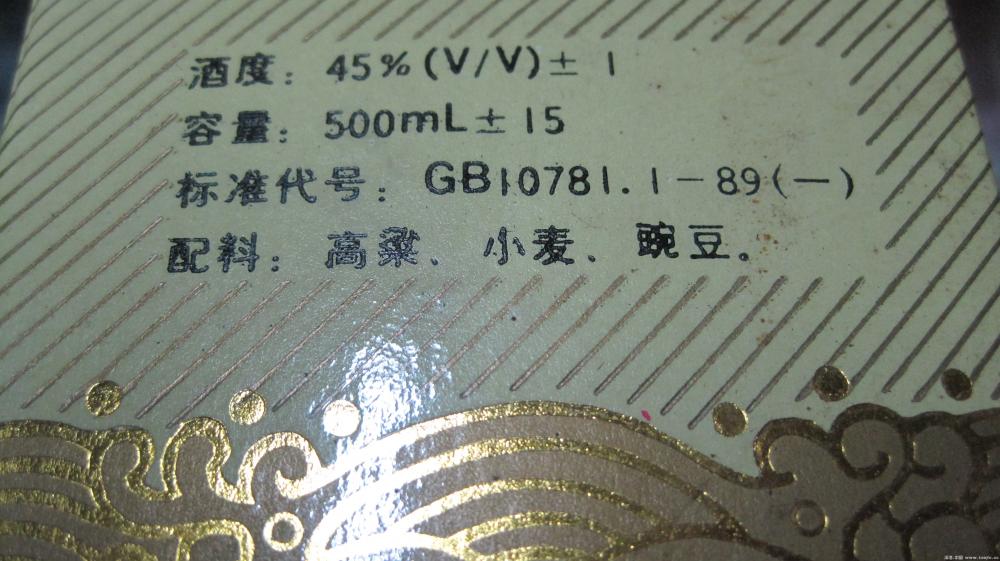 酒度：45%(V/V)± 1
容量：500mL± 15
标准代号：GB10781.1－89(一)
配料：高粱、小麦、豌豆。